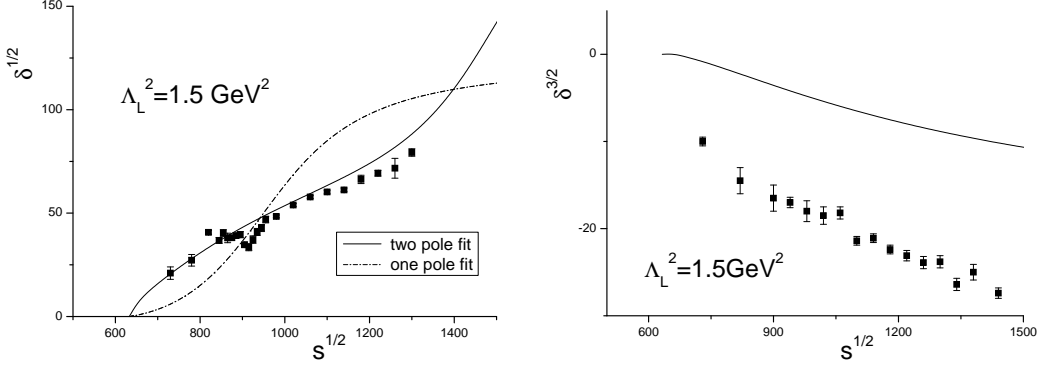 150
100
50
0
δ^{1/2}
Λ_L^2=1.5 GeV^2
two pole fit
one pole fit
600 800 1000 1200 1400
s^{1/2}
0
-20
δ^{3/2}
Λ_L^2=1.5GeV^2
600 900 1200 1500
s^{1/2}